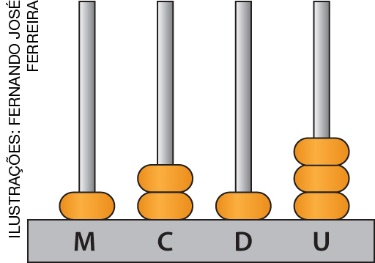 ILUSTRAÇÕES: FERNANDO JOSÉ
FERREIRA
M C D U